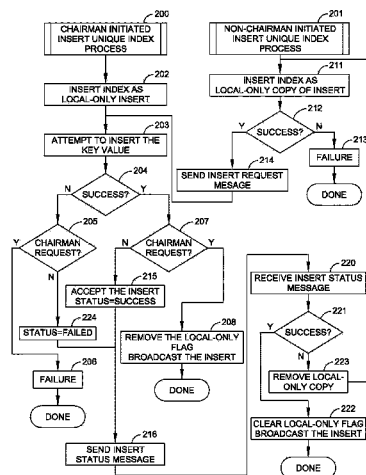 200
CHAIRMAN INITIATED
INSERT UNIQUE INDEX
PROCESS
202
INSERT INDEX AS
LOCAL-ONLY INSERT
203
ATTEMPT TO INSERT THE
KEY VALUE
204
N
SUCCESS?
Y
205
Y
CHAIRMAN
REQUEST?
N
207
N
CHAIRMAN
REQUEST?
Y
215
ACCEPT THE INSERT
STATUS=SUCCESS
224
STATUS=FAILED
208
REMOVE THE LOCAL-ONLY
FLAG
BROADCAST THE INSERT
DONE
206
FAILURE
DONE
216
SEND INSERT
STATUS MESSAGE
201
NON-CHAIRMAN INITIATED
INSERT UNIQUE INDEX
PROCESS
211
INSERT INDEX AS
LOCAL-ONLY COPY OF INSERT
212
Y
SUCCESS?
N
213
FAILURE
DONE
214
SEND INSERT REQUEST
MESAGE
220
RECEIVE INSERT STATUS
MESSAGE
221
Y
SUCCESS?
N
223
REMOVE LOCAL-
ONLY COPY
222
CLEAR LOCAL-ONLY FLAG
BROADCAST THE INSERT
DONE